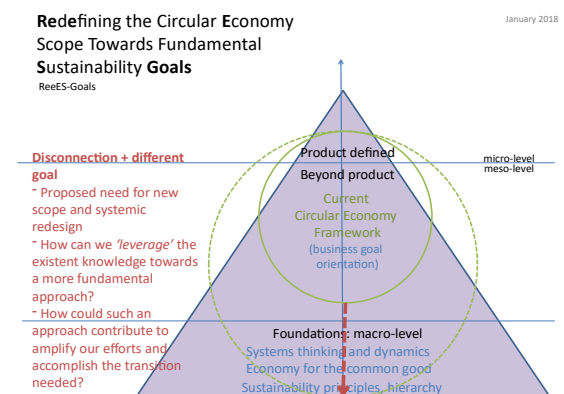 Redefining the Circular Economy
Scope Towards Fundamental
Sustainability Goals
ReeES-Goals
January 2018
Disconnection + different
goal
- Proposed need for new
scope and systemic
redesign
- How can we ‘leverage’ the
existent knowledge towards
a more fundamental
approach?
- How could such an
approach contribute to
amplify our efforts and
accomplish the transition
needed?
Product defined
Beyond product
micro-level
meso-level
Current
Circular Economy
Framework
(business goal
orientation)
Foundations: macro-level
Systems thinking and dynamics
Economy for the common good
Sustainability principles, hierarchy